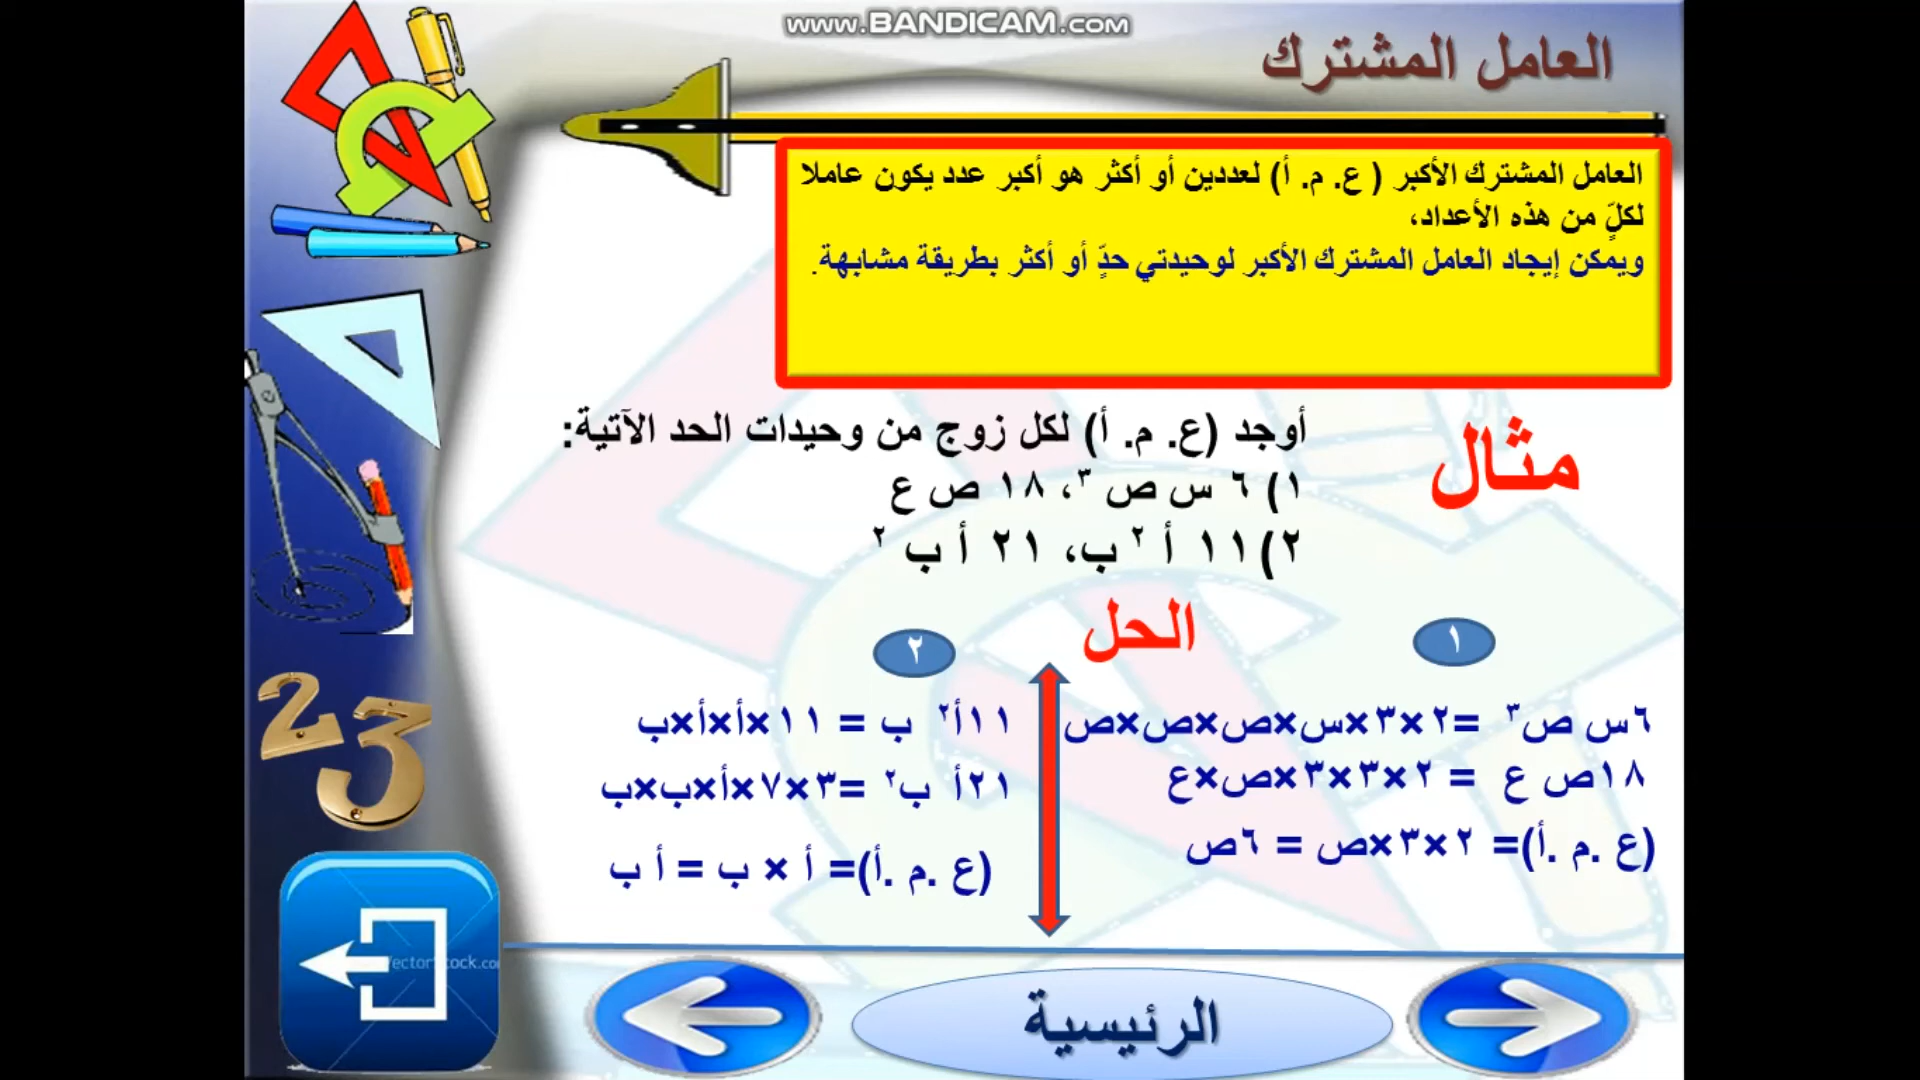 www.BANDICAM.com
العامل المشترك
العامل المشترك الأكبر ( ع. م. أ) لعددين أو أكثر هو أكبر عدد يكون عاملا
لكلٍّ من هذه الأعداد،
ويمكن إيجاد العامل المشترك الأكبر لوحيدتي حدٍّ أو أكثر بطريقة مشابهة.
مثال
أوجد (ع. م. أ) لكل زوج من وحيدات الحد الآتية:
١) ٦ س ص ٣، ١٨ ص ع
٢) ١١ أ ٢ ب، ٢١ أ ب ٢
الحل
١
٦س ص٣ =٢×٣×س×ص×ص×ص
١٨ص ع = ٢×٣×٣×ص×ع
(ع .م .أ)= ٢×٣×ص = ٦ص
٢
١١أ٢ ب = ١١×أ×أ×ب
٢١أ ب٢ =٣×٧×أ×ب×ب
(ع .م .أ)= أ × ب = أ ب
23
الرئيسية